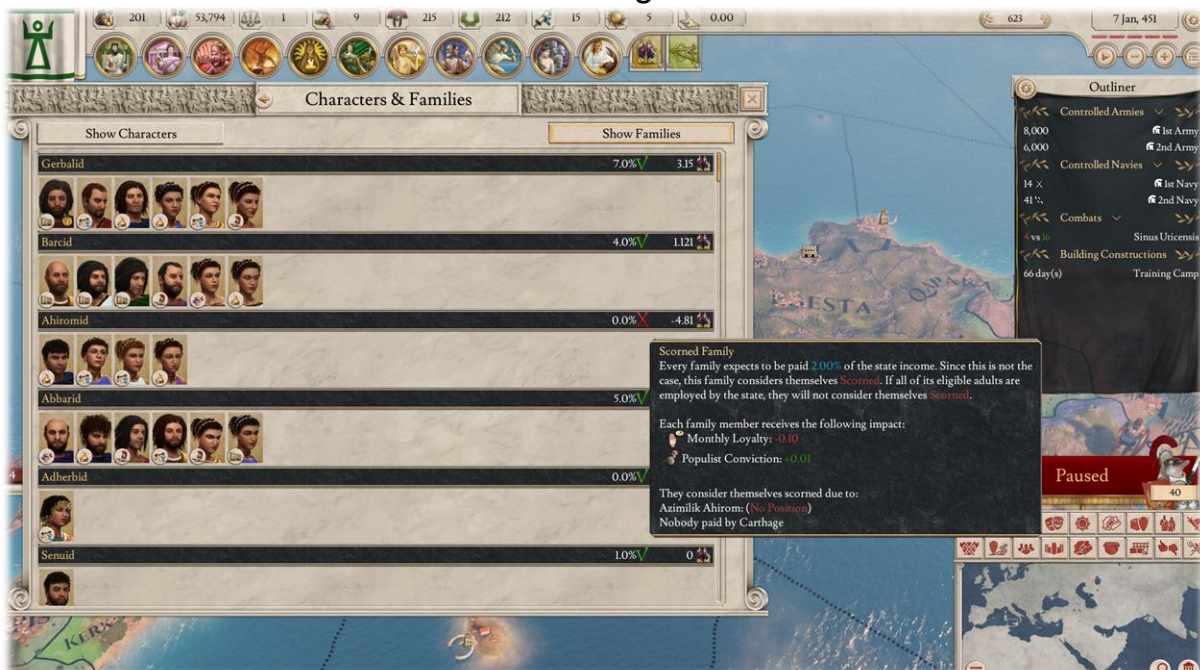 201 53,794 1 9 215 212 15 5 0.00 623 7 Jan, 451
Characters & Families
Show Characters Show Families
Gerbalid 7.0% 3.15
Barcid 4.0% 1.121
Ahiromid 0.0% -4.81
Abbarid 5.0%
Adherbid 0.0%
Senuid 1.0% 0
Scorned Family
Every family expects to be paid 2.00% of the state income. Since this is not the
case, this family considers themselves Scorned. If all of its eligible adults are
employed by the state, they will not consider themselves Scorned.
Each family member receives the following impact:
Monthly Loyalty: -0.10
Populist Conviction: +0.01
They consider themselves scorned due to:
Azimilik Ahirom: (No Position)
Nobody paid by Carthage
Outliner
Controlled Armies
8,000 1st Army
6,000 2nd Army
Controlled Navies
14 1st Navy
41 2nd Navy
Combats
4 vs 16 Sinus Uticensis
Building Constructions
66 day(s) Training Camp
Paused
40
KERK